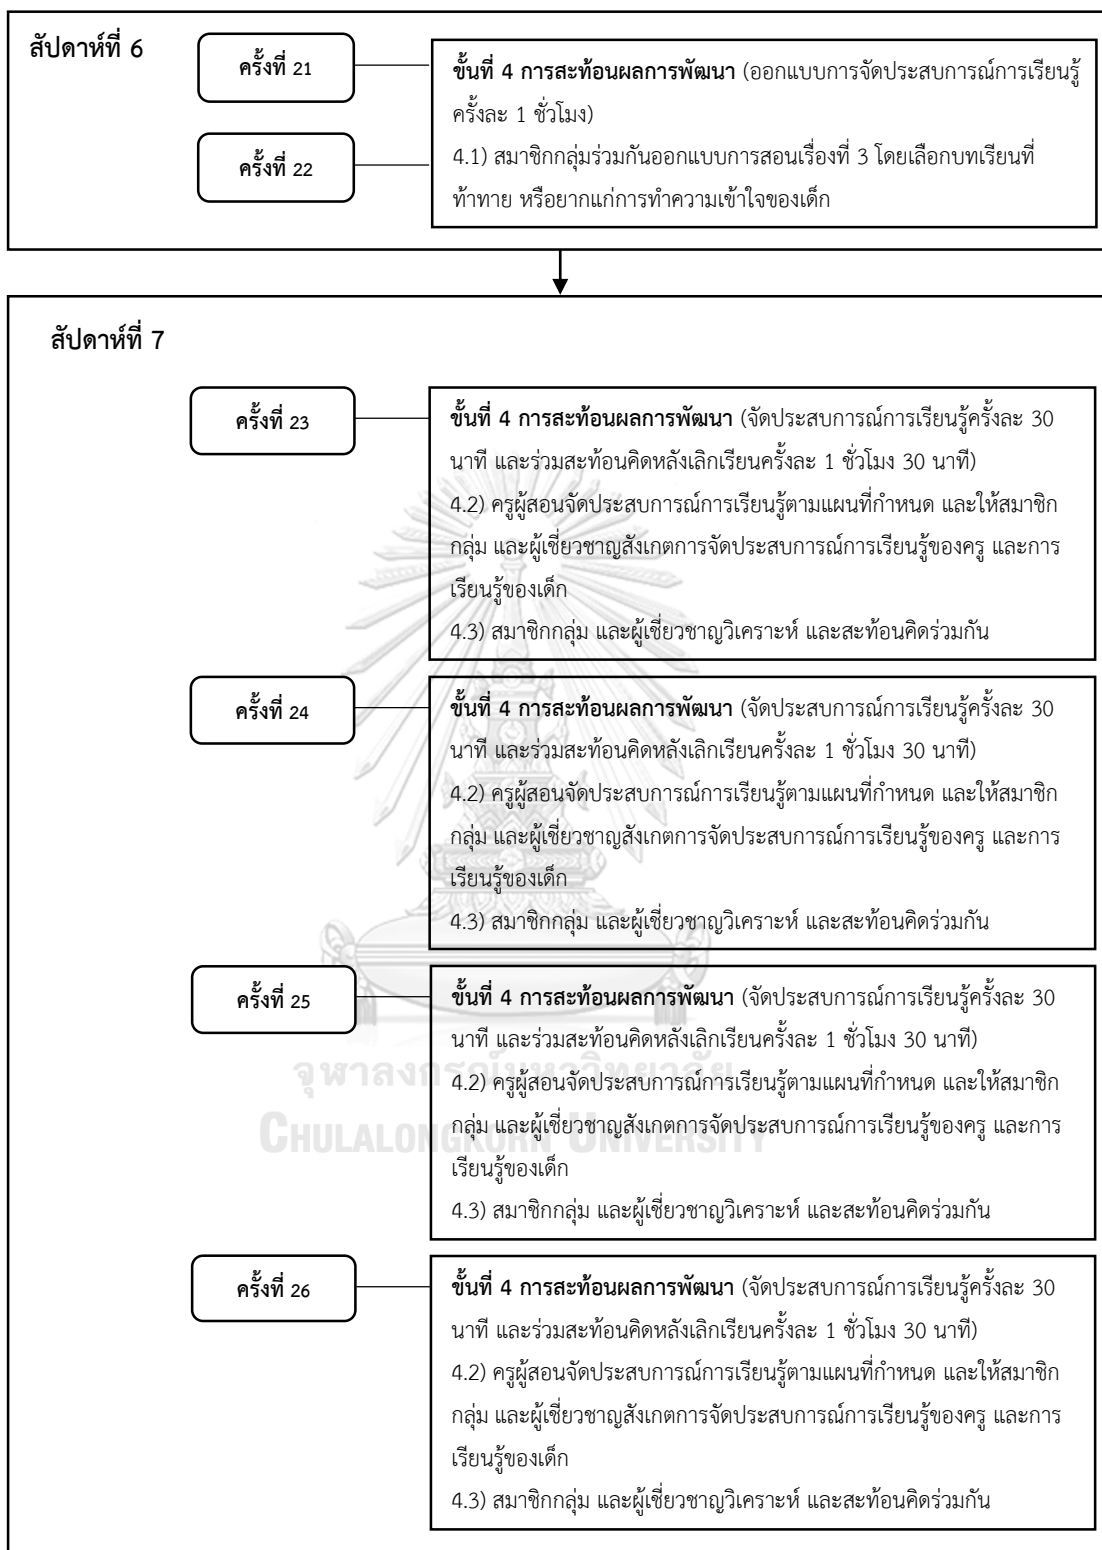 สัปดาห์ที่ 6
ครั้งที่ 21
ขั้นที่ 4 การสะท้อนผลการพัฒนา (ออกแบบการจัดประสบการณ์การเรียนรู้
ครั้งละ 1 ชั่วโมง)
ครั้งที่ 22
4.1) สมาชิกกลุ่มร่วมกันออกแบบการสอนเรื่องที่ 3 โดยเลือกบทเรียนที่
ท้าทาย หรือยากแก่การทำความเข้าใจของเด็ก
สัปดาห์ที่ 7
ครั้งที่ 23
ขั้นที่ 4 การสะท้อนผลการพัฒนา (จัดประสบการณ์การเรียนรู้ครั้งละ 30
นาที และร่วมสะท้อนคิดหลังเลิกเรียนครั้งละ 1 ชั่วโมง 30 นาที)
4.2) ครูผู้สอนจัดประสบการณ์การเรียนรู้ตามแผนที่กำหนด และให้สมาชิก
กลุ่ม และผู้เชี่ยวชาญสังเกตการจัดประสบการณ์การเรียนรู้ของครู และการ
เรียนรู้ของเด็ก
4.3) สมาชิกกลุ่ม และผู้เชี่ยวชาญวิเคราะห์ และสะท้อนคิดร่วมกัน
ครั้งที่ 24
ขั้นที่ 4 การสะท้อนผลการพัฒนา (จัดประสบการณ์การเรียนรู้ครั้งละ 30
นาที และร่วมสะท้อนคิดหลังเลิกเรียนครั้งละ 1 ชั่วโมง 30 นาที)
4.2) ครูผู้สอนจัดประสบการณ์การเรียนรู้ตามแผนที่กำหนด และให้สมาชิก
กลุ่ม และผู้เชี่ยวชาญสังเกตการจัดประสบการณ์การเรียนรู้ของครู และการ
เรียนรู้ของเด็ก
4.3) สมาชิกกลุ่ม และผู้เชี่ยวชาญวิเคราะห์ และสะท้อนคิดร่วมกัน
ครั้งที่ 25
ขั้นที่ 4 การสะท้อนผลการพัฒนา (จัดประสบการณ์การเรียนรู้ครั้งละ 30
นาที และร่วมสะท้อนคิดหลังเลิกเรียนครั้งละ 1 ชั่วโมง 30 นาที)
จุฬาลงกรณ์มหาวิทยาลัย
4.2) ครูผู้สอนจัดประสบการณ์การเรียนรู้ตามแผนที่กำหนด และให้สมาชิก
กลุ่ม และผู้เชี่ยวชาญสังเกตการจัดประสบการณ์การเรียนรู้ของครู และการ
CHULALONGKORN UNIVERSITY
เรียนรู้ของเด็ก
4.3) สมาชิกกลุ่ม และผู้เชี่ยวชาญวิเคราะห์ และสะท้อนคิดร่วมกัน
ครั้งที่ 26
ขั้นที่ 4 การสะท้อนผลการพัฒนา (จัดประสบการณ์การเรียนรู้ครั้งละ 30
นาที และร่วมสะท้อนคิดหลังเลิกเรียนครั้งละ 1 ชั่วโมง 30 นาที)
4.2) ครูผู้สอนจัดประสบการณ์การเรียนรู้ตามแผนที่กำหนด และให้สมาชิก
กลุ่ม และผู้เชี่ยวชาญสังเกตการจัดประสบการณ์การเรียนรู้ของครู และการ
เรียนรู้ของเด็ก
4.3) สมาชิกกลุ่ม และผู้เชี่ยวชาญวิเคราะห์ และสะท้อนคิดร่วมกัน